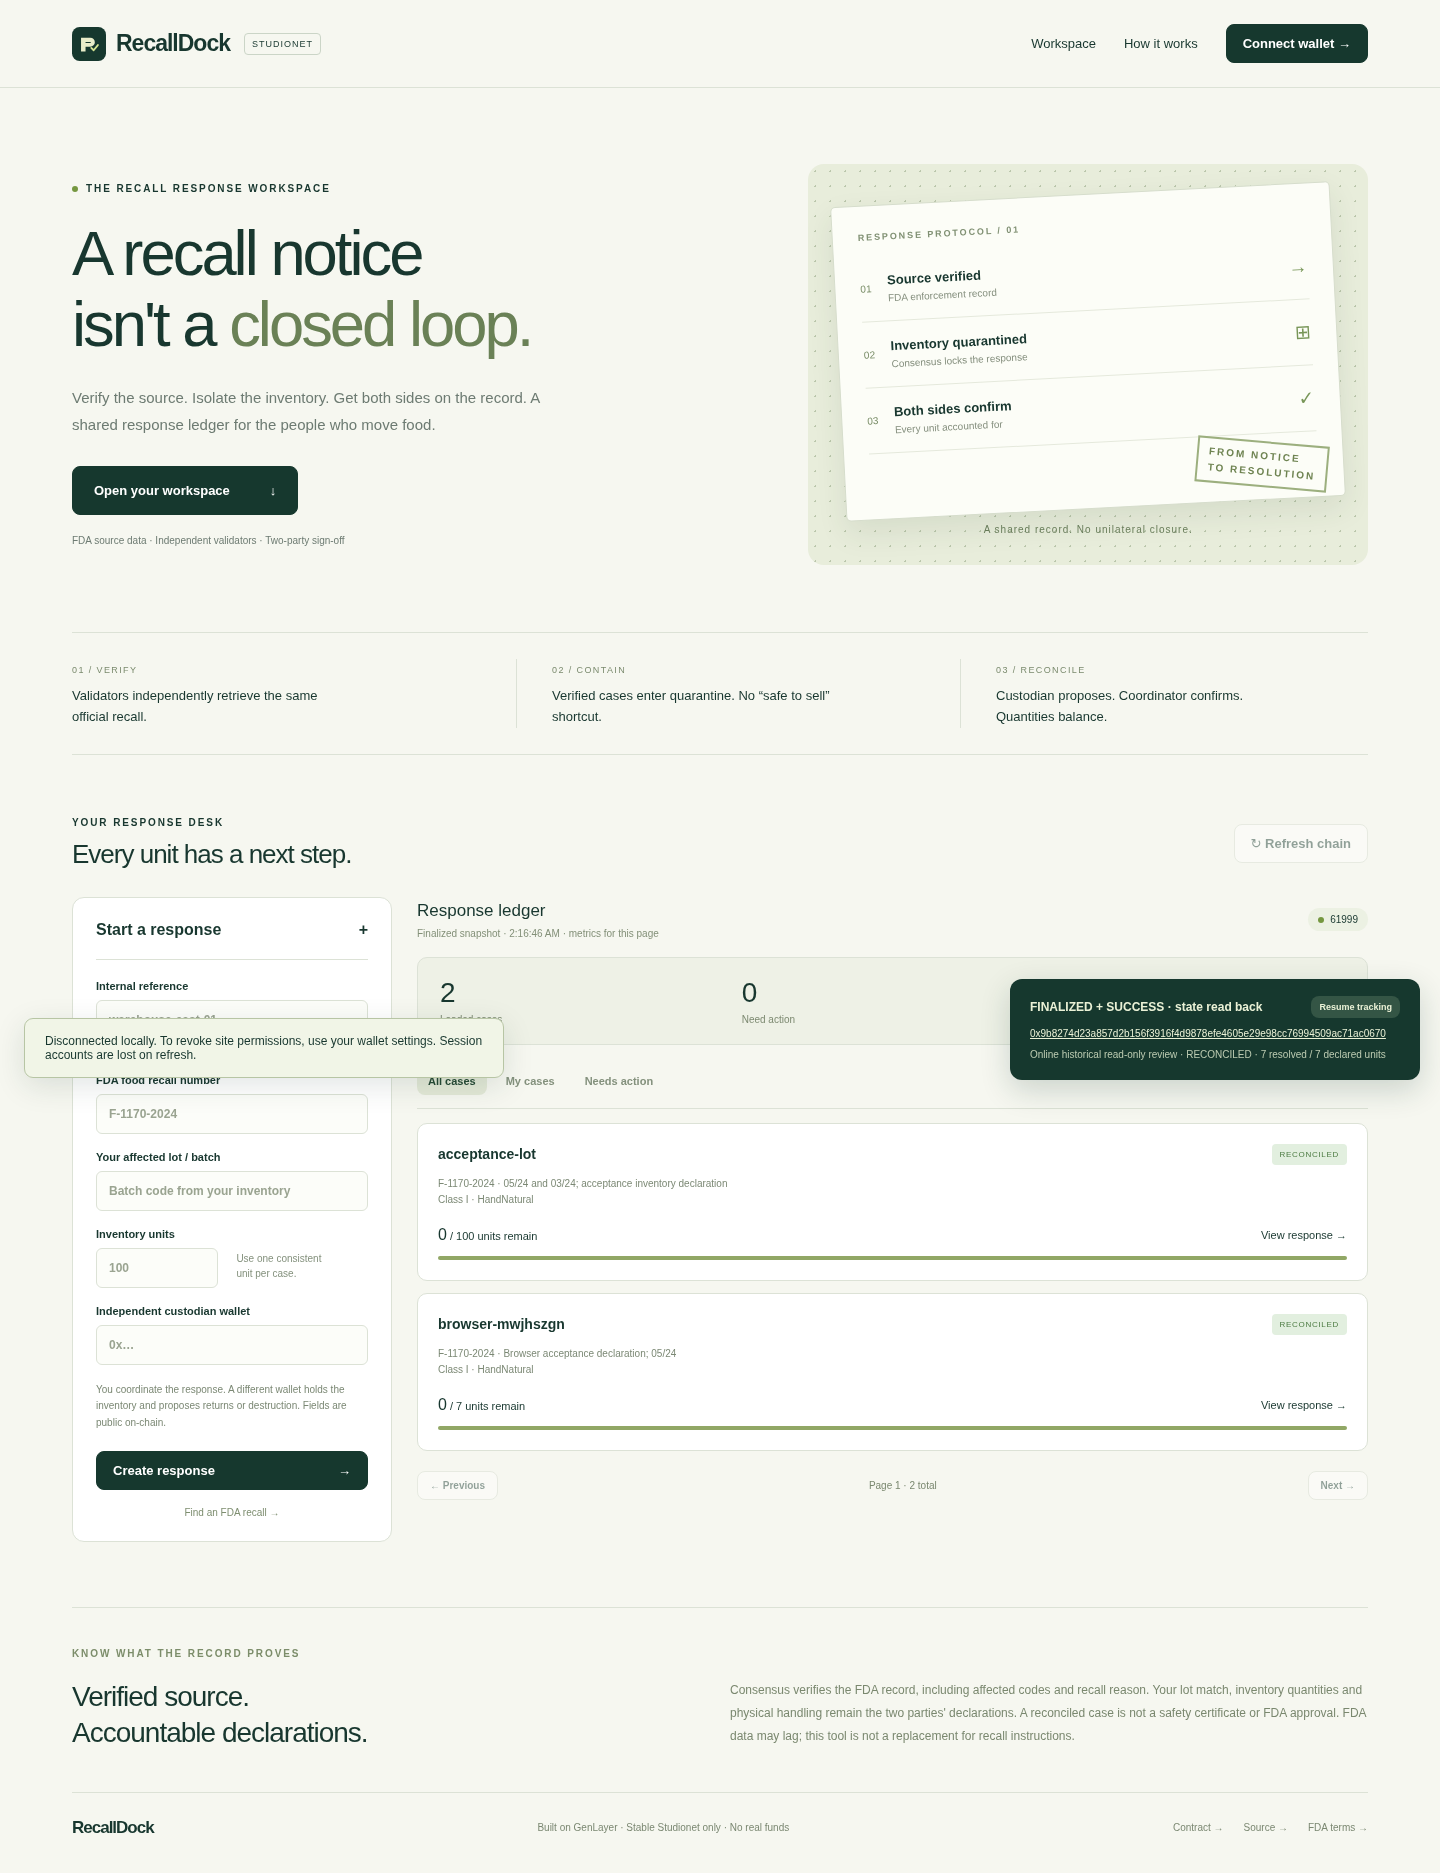 RecallDock
STUDIONET
Workspace
How it works
Connect wallet →
THE RECALL RESPONSE WORKSPACE
A recall notice
isn't a closed loop.
Verify the source. Isolate the inventory. Get both sides on the record. A
shared response ledger for the people who move food.
Open your workspace ↓
FDA source data · Independent validators · Two-party sign-off
RESPONSE PROTOCOL / 01
01 Source verified →
FDA enforcement record
02 Inventory quarantined ⊞
Consensus locks the response
03 Both sides confirm ✓
Every unit accounted for
FROM NOTICE
TO RESOLUTION
A shared record. No unilateral closure.
01 / VERIFY
Validators independently retrieve the same
official recall.
02 / CONTAIN
Verified cases enter quarantine. No “safe to sell”
shortcut.
03 / RECONCILE
Custodian proposes. Coordinator confirms.
Quantities balance.
YOUR RESPONSE DESK
Every unit has a next step.
↻ Refresh chain
Start a response +
Internal reference
Disconnected locally. To revoke site permissions, use your wallet settings. Session
accounts are lost on refresh.
FDA food recall number
F-1170-2024
Your affected lot / batch
Batch code from your inventory
Inventory units
100
Use one consistent
unit per case.
Independent custodian wallet
0x...
You coordinate the response. A different wallet holds the
inventory and proposes returns or destruction. Fields are
public on-chain.
Create response →
Find an FDA recall →
Response ledger
Finalized snapshot · 2:16:46 AM · metrics for this page
61999
2
Loaded cases
0
Need action
FINALIZED + SUCCESS · state read back
Resume tracking
0x9b8274d23a857d2b156f3916f4d9878efe4605e29e98cc76994509ac71ac0670
Online historical read-only review · RECONCILED · 7 resolved / 7 declared units
All cases
My cases
Needs action
acceptance-lot
RECONCILED
F-1170-2024 · 05/24 and 03/24; acceptance inventory declaration
Class I · HandNatural
0 / 100 units remain
View response →
browser-mwjhszgn
RECONCILED
F-1170-2024 · Browser acceptance declaration; 05/24
Class I · HandNatural
0 / 7 units remain
View response →
← Previous
Page 1 · 2 total
Next →
KNOW WHAT THE RECORD PROVES
Verified source.
Accountable declarations.
Consensus verifies the FDA record, including affected codes and recall reason. Your lot match, inventory quantities and
physical handling remain the two parties' declarations. A reconciled case is not a safety certificate or FDA approval. FDA
data may lag; this tool is not a replacement for recall instructions.
RecallDock
Built on GenLayer · Stable Studionet only · No real funds
Contract →
Source →
FDA terms →